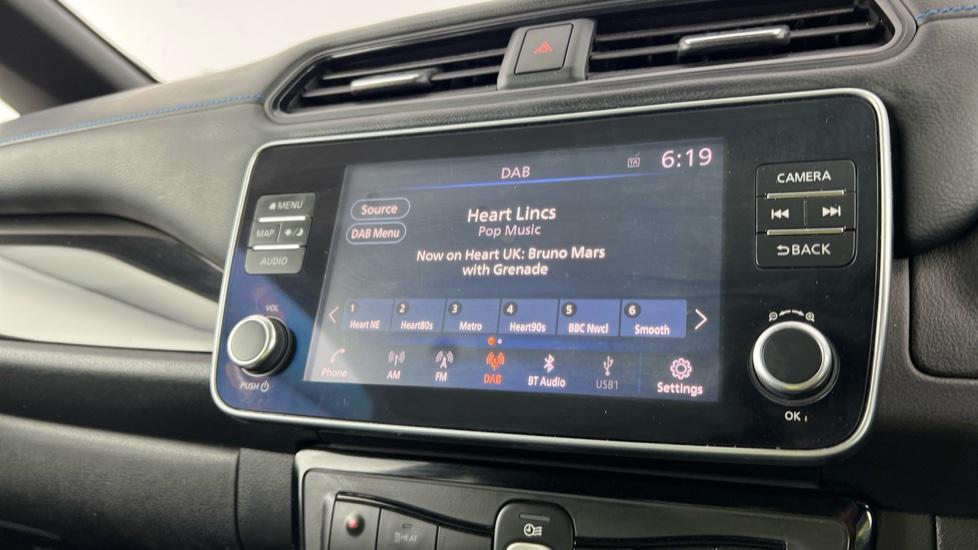 DAB
TA
6:19
Source
DAB Menu
Heart Lincs
Pop Music
Now on Heart UK: Bruno Mars
with Grenade
1 2 3 4 5 6
Heart NE Heart80s Metro Heart90s BBC Nwcl Smooth
Phone AM FM DAB BT Audio USB1 Settings
MENU
MAP
AUDIO
VOL
PUSH
CAMERA
BACK
OK
HEAT